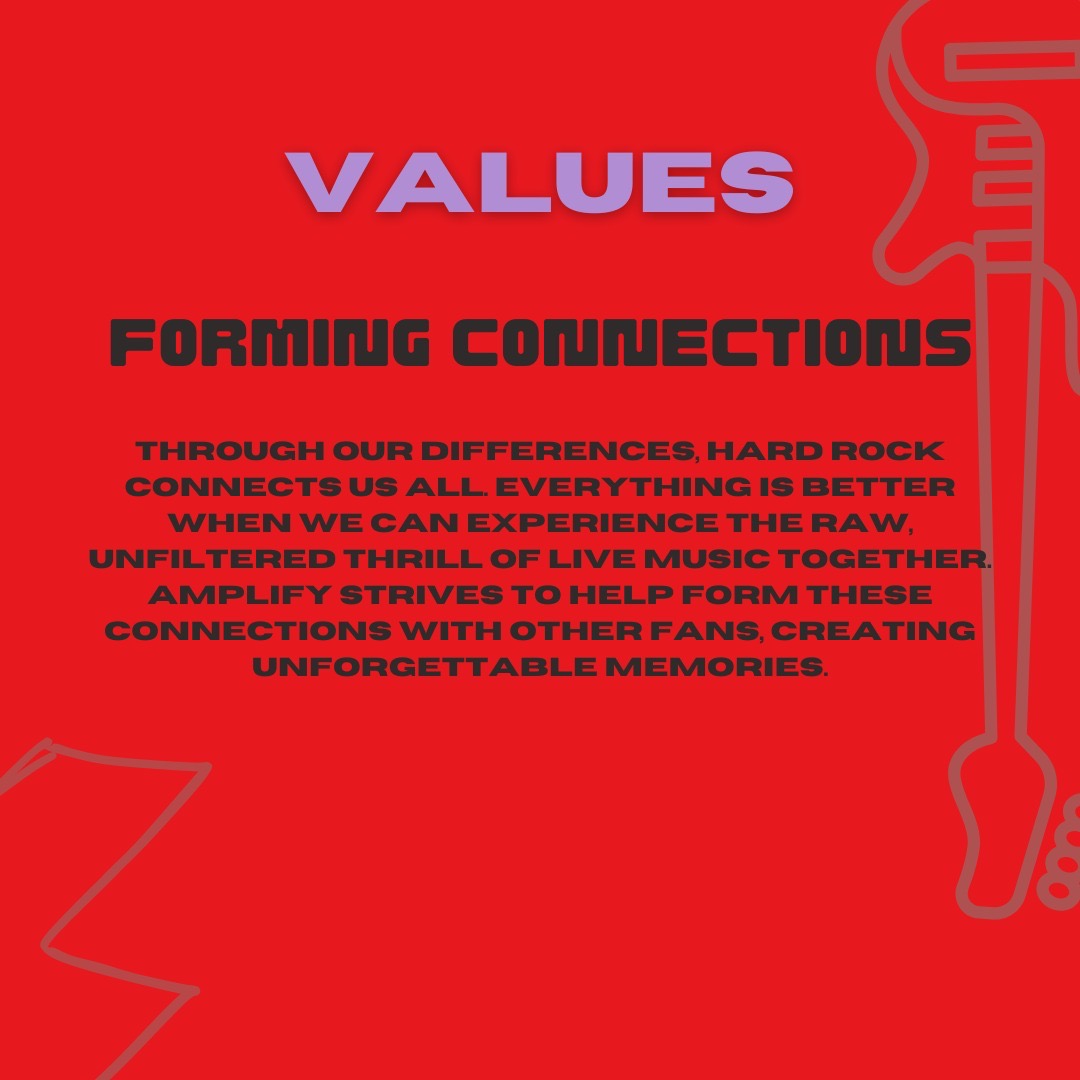 VALUES
FORMING CONNECTIONS
THROUGH OUR DIFFERENCES, HARD ROCK
CONNECTS US ALL. EVERYTHING IS BETTER
WHEN WE CAN EXPERIENCE THE RAW,
UNFILTERED THRILL OF LIVE MUSIC TOGETHER.
AMPLIFY STRIVES TO HELP FORM THESE
CONNECTIONS WITH OTHER FANS, CREATING
UNFORGETTABLE MEMORIES.